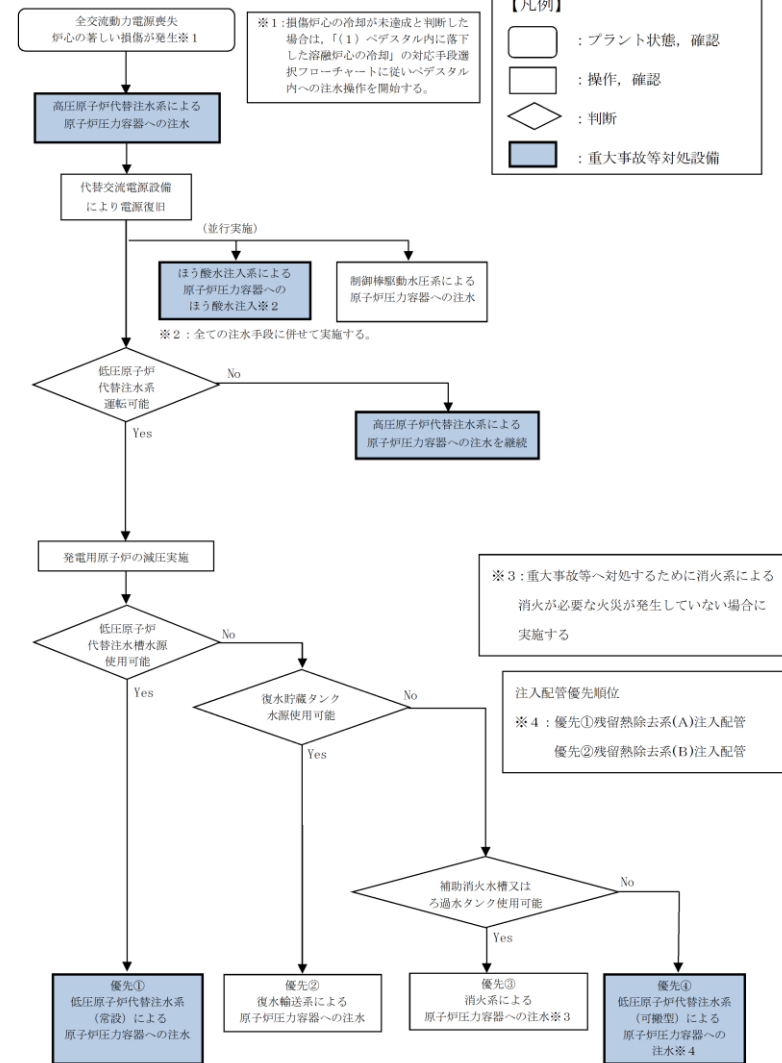 全交流動力電源喪失
炉心の著しい損傷が発生※1
※1:損傷炉心の冷却が未達成と判断した
場合は,「(1)ペデスタル内に落下
した溶融炉心の冷却」の対応手段選
択フローチャートに従いペデスタル
内への注水操作を開始する。
【凡例】
:プラント状態,確認
:操作,確認
:判断
:重大事故等対処設備
高圧原子炉代替注水系による
原子炉圧力容器への注水
代替交流電源設備
により電源復旧
(並行実施)
ほう酸水注入系による
原子炉圧力容器への
ほう酸水注入※2
制御棒駆動水圧系による
原子炉圧力容器への注水
※2:全ての注水手段に併せて実施する。
低圧原子炉
代替注水系
運転可能
No
Yes
高圧原子炉代替注水系による
原子炉圧力容器への注水を継続
発電用原子炉の減圧実施
※3:重大事故等へ対処するために消火系による
消火が必要な火災が発生していない場合に
実施する
低圧原子炉
代替注水槽水源
使用可能
No
Yes
復水貯蔵タンク
水源使用可能
No
Yes
注入配管優先順位
※4:優先①残留熱除去系(A)注入配管
優先②残留熱除去系(B)注入配管
補助消火水槽又は
ろ過水タンク使用可能
No
Yes
優先①
低圧原子炉代替注水系
(常設)による
原子炉圧力容器への注水
優先②
復水輸送系による
原子炉圧力容器への注水
優先③
消火系による
原子炉圧力容器への注水※3
優先④
低圧原子炉代替注水系
(可搬型)による
原子炉圧力容器への
注水※4